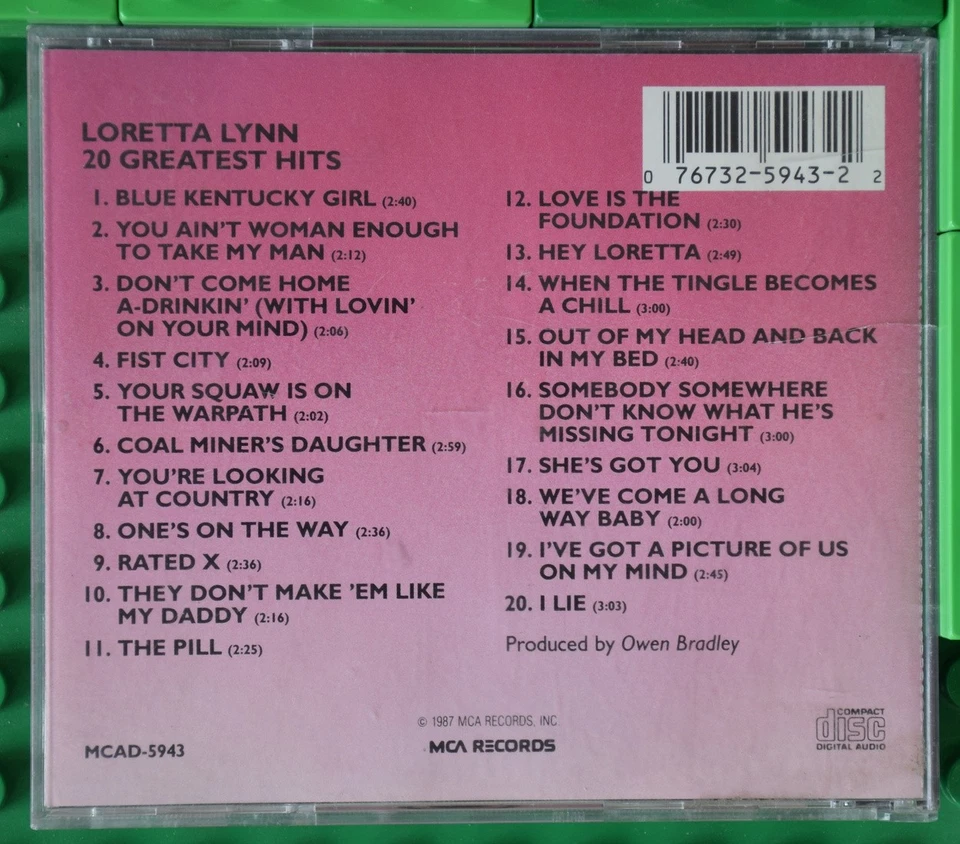 LORETTA LYNN
20 GREATEST HITS
1. BLUE KENTUCKY GIRL (2:40)
2. YOU AIN'T WOMAN ENOUGH
TO TAKE MY MAN (2:12)
3. DON'T COME HOME
A-DRINKIN' (WITH LOVIN'
ON YOUR MIND) (2:06)
4. FIST CITY (2:09)
5. YOUR SQUAW IS ON
THE WARPATH (2:02)
6. COAL MINER'S DAUGHTER (2:59)
7. YOU'RE LOOKING
AT COUNTRY (2:16)
8. ONE'S ON THE WAY (2:36)
9. RATED X (2:36)
10. THEY DON'T MAKE 'EM LIKE
MY DADDY (2:16)
11. THE PILL (2:25)
0 76732-5943-2 2
12. LOVE IS THE
FOUNDATION (2:30)
13. HEY LORETTA (2:49)
14. WHEN THE TINGLE BECOMES
A CHILL (3:00)
15. OUT OF MY HEAD AND BACK
IN MY BED (2:40)
16. SOMEBODY SOMEWHERE
DON'T KNOW WHAT HE'S
MISSING TONIGHT (3:00)
17. SHE'S GOT YOU (3:04)
18. WE'VE COME A LONG
WAY BABY (2:00)
19. I'VE GOT A PICTURE OF US
ON MY MIND (2:45)
20. I LIE (3:03)
Produced by Owen Bradley
© 1987 MCA RECORDS, INC.
MCA RECORDS
MCAD-5943
COMPACT
disc
DIGITAL AUDIO